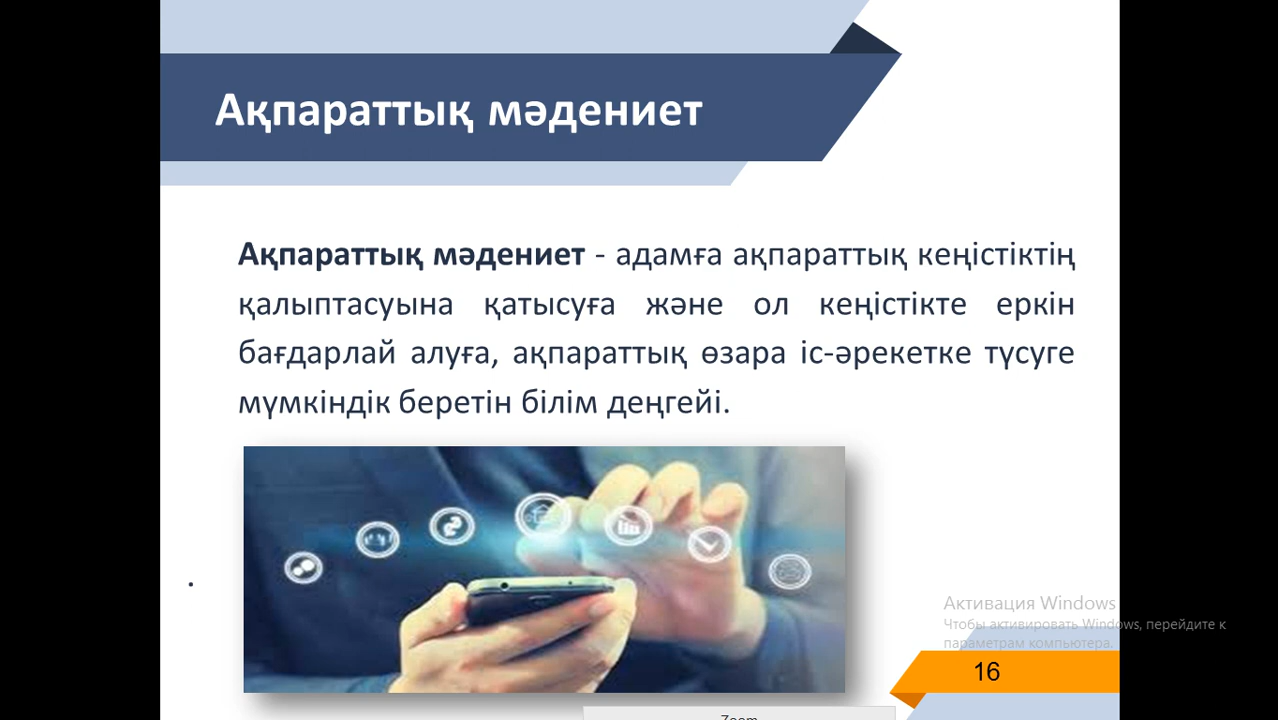 Ақпараттық мәдениет
Ақпараттық мәдениет - адамға ақпараттық кеңістіктің
қалыптасуына қатысуға және ол кеңістікте еркін
бағдарлай алуға, ақпараттық өзара іс-әрекетке түсуге
мүмкіндік беретін білім деңгейі.
.
Активация Windows
Чтобы активировать Windows, перейдите к
параметрам компьютера.
16
Zoom